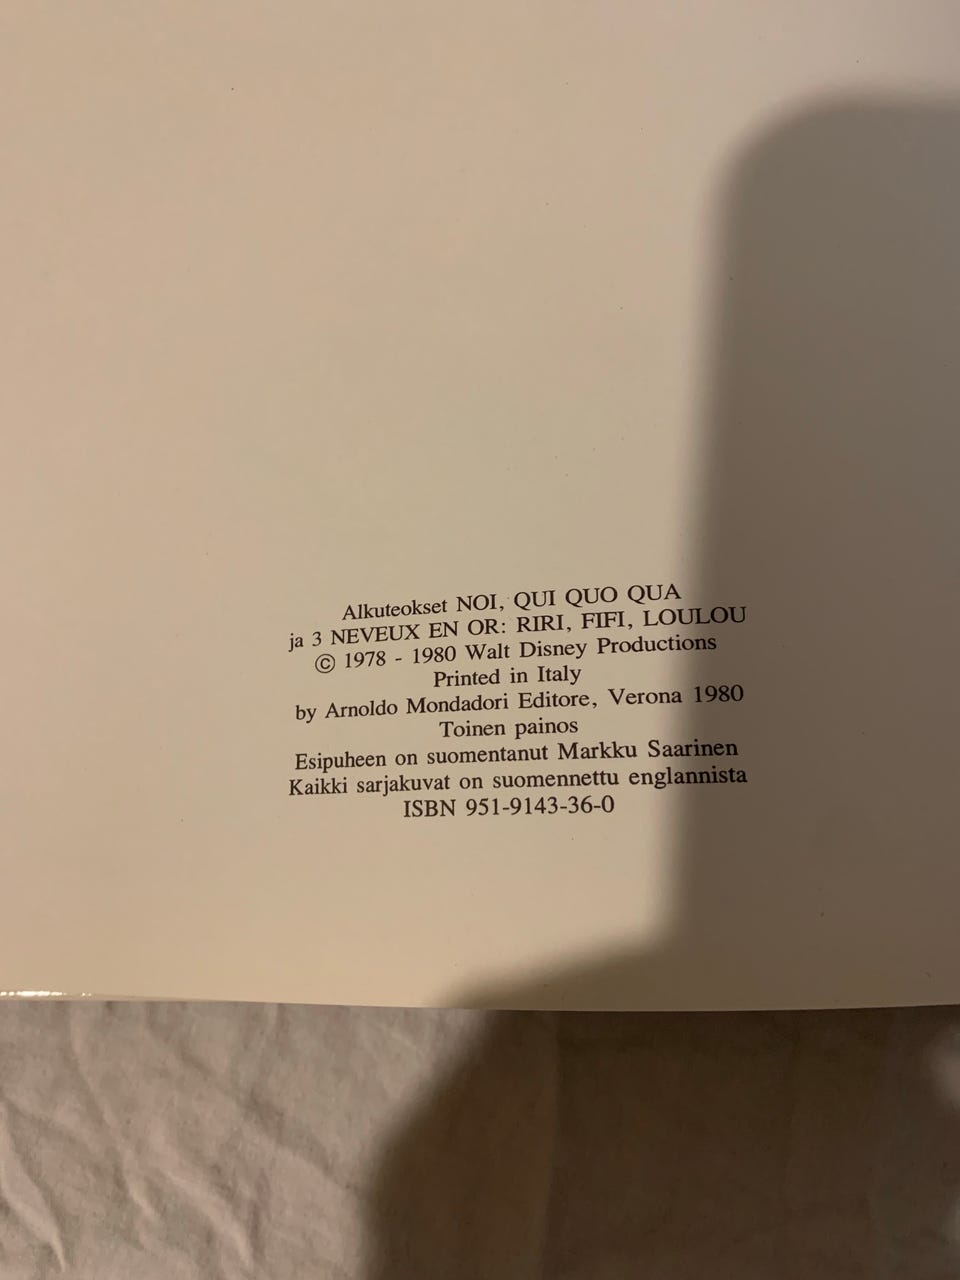 Alkuteokset NOI, QUI QUO QUA
ja 3 NEVEUX EN OR: RIRI, FIFI, LOULOU
© 1978 - 1980 Walt Disney Productions
Printed in Italy
by Arnoldo Mondadori Editore, Verona 1980
Toinen painos
Esipuheen on suomentanut Markku Saarinen
Kaikki sarjakuvat on suomennettu englannista
ISBN 951-9143-36-0